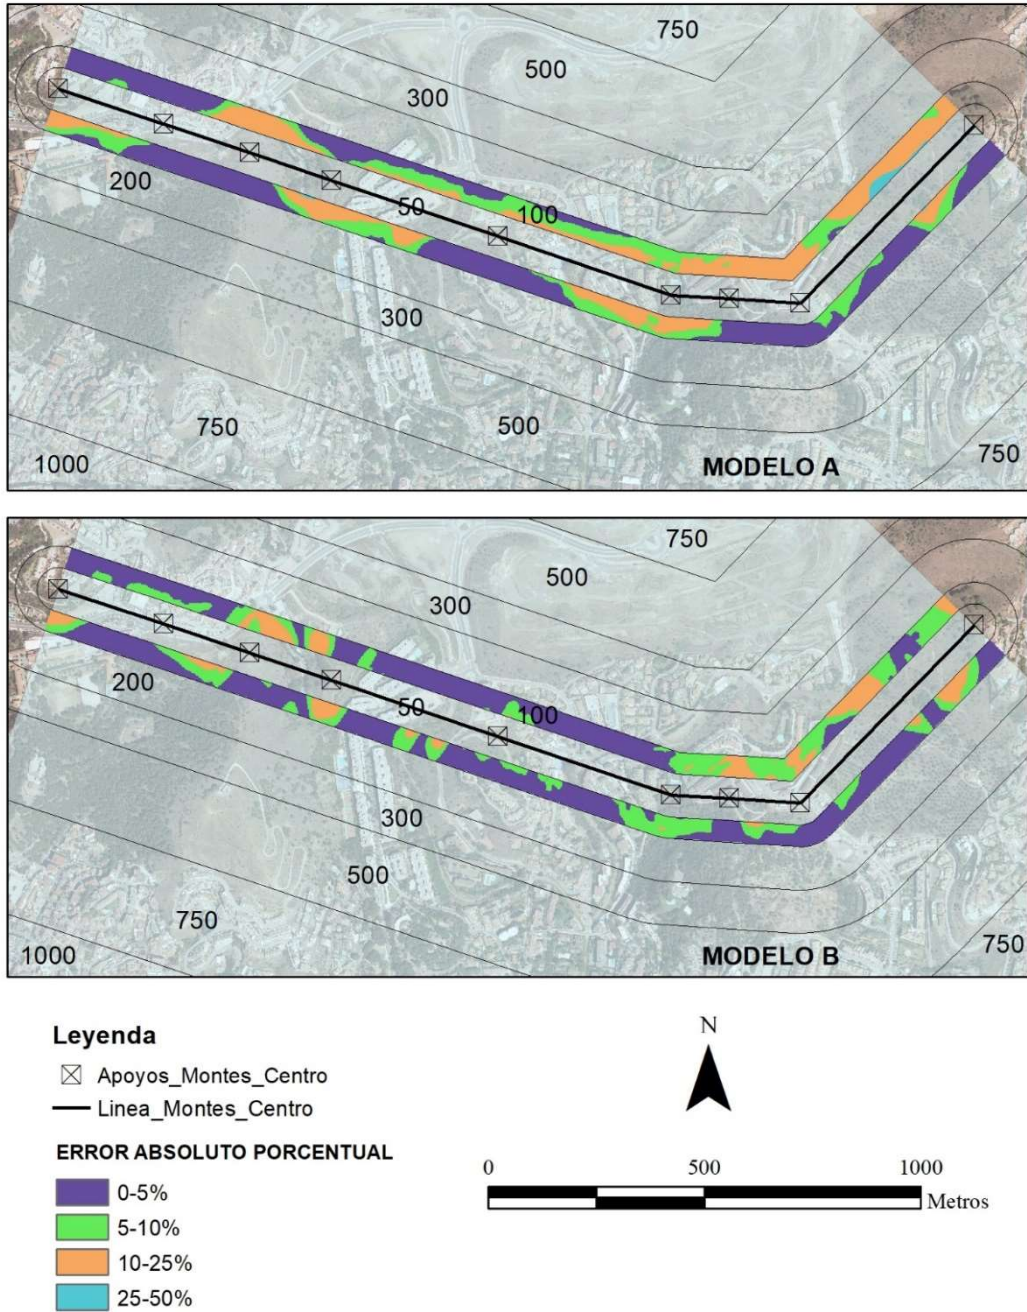 750
500
300
200
50
100
300
500
750
1000
750
MODELO A
750
500
300
200
50
100
300
500
750
1000
750
MODELO B
Leyenda
Apoyos_Montes_Centro
Linea_Montes_Centro
ERROR ABSOLUTO PORCENTUAL
0-5%
5-10%
10-25%
25-50%
N
0 500 1000
Metros